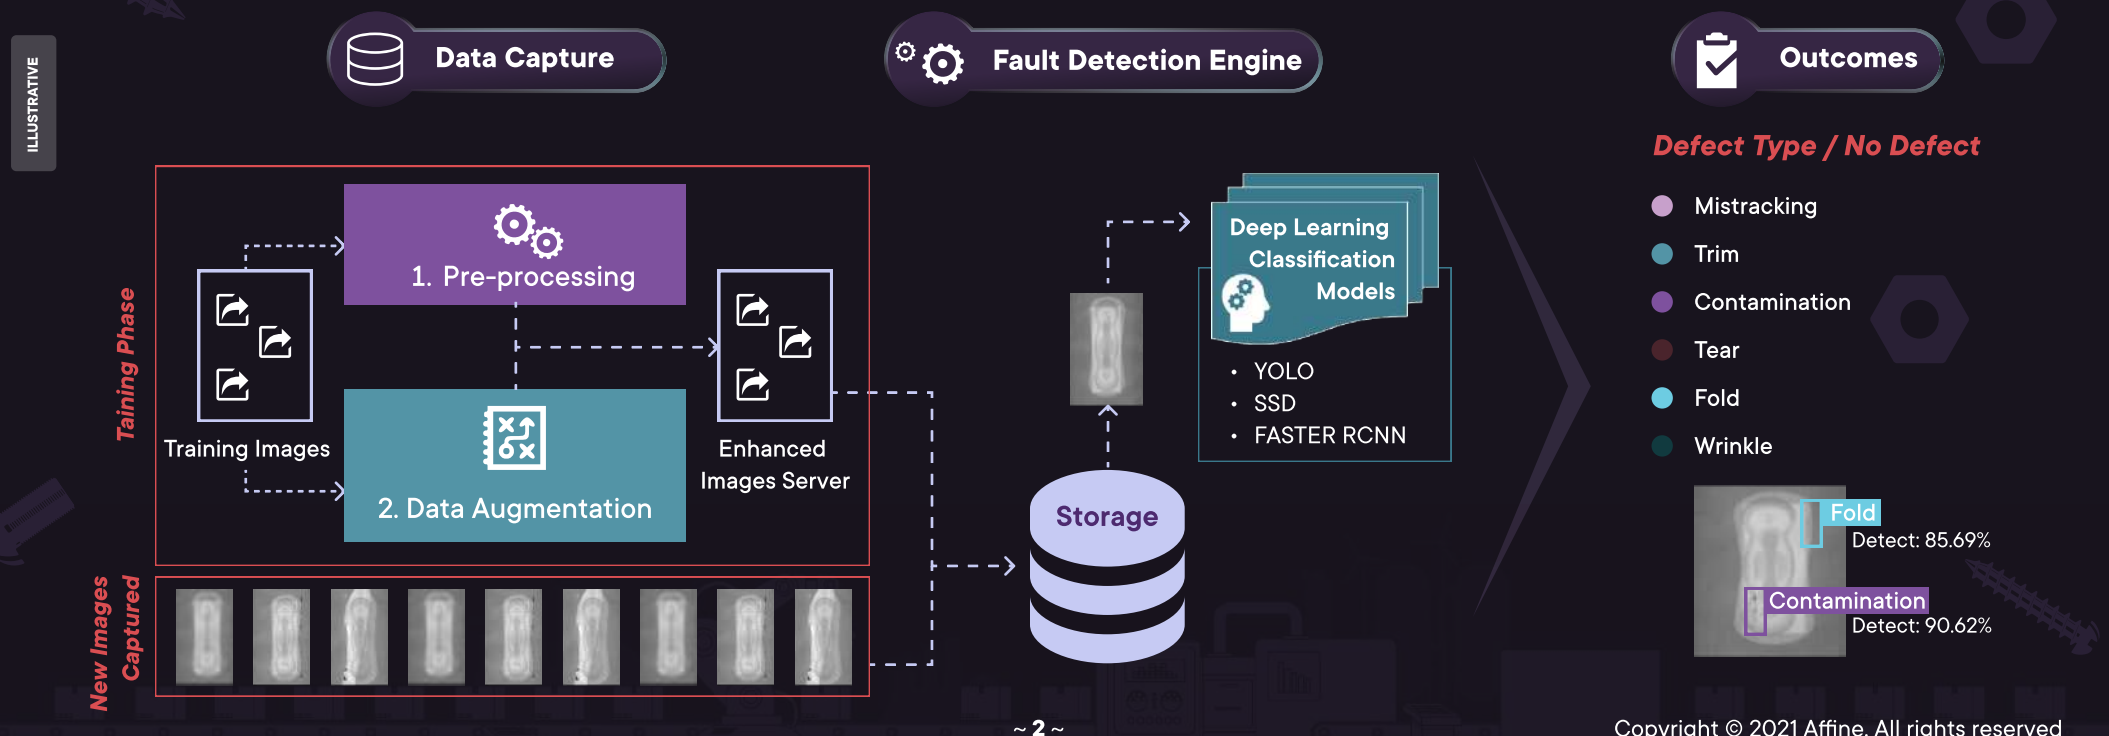 ILLUSTRATIVE
Data Capture
Fault Detection Engine
Outcomes
Taining Phase
1. Pre-processing
Training Images
2. Data Augmentation
Enhanced
Images Server
New Images
Captured
Storage
Deep Learning
Classification
Models
• YOLO
• SSD
• FASTER RCNN
Defect Type / No Defect
Mistracking
Trim
Contamination
Tear
Fold
Wrinkle
Fold
Detect: 85.69%
Contamination
Detect: 90.62%
~ 2 ~
Copyright © 2021 Affine. All rights reserved